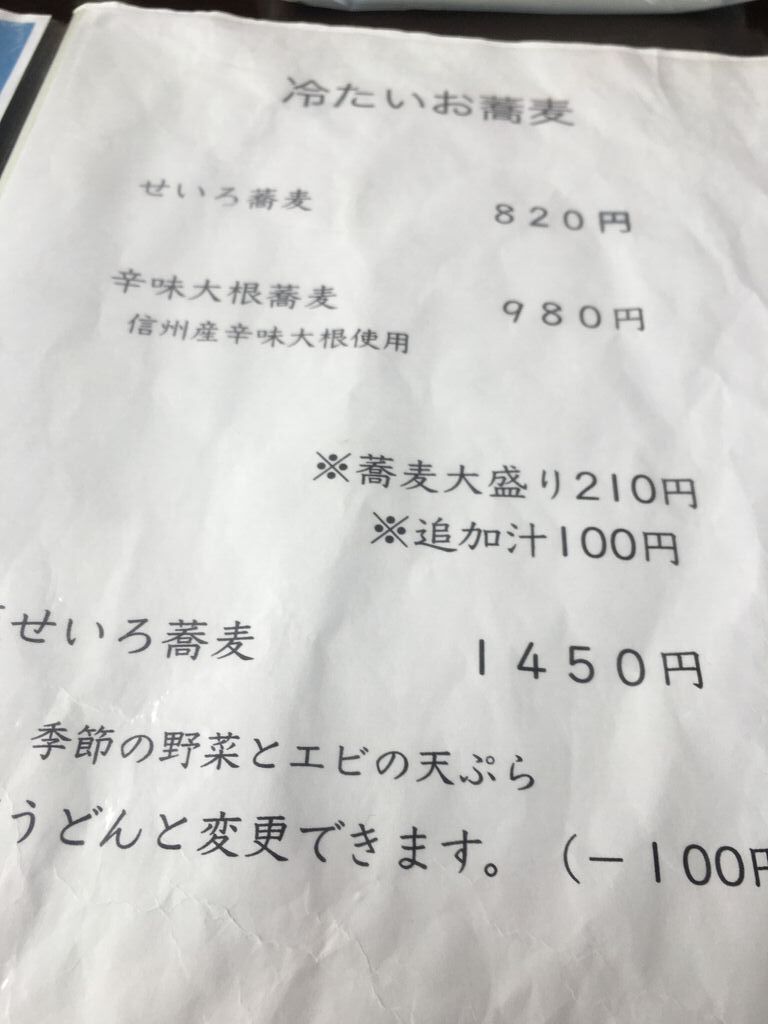 冷たいお蕎麦
せいろ蕎麦 820円
辛味大根蕎麦 980円
信州産辛味大根使用
※蕎麦大盛り210円
※追加汁100円
せいろ蕎麦 1450円
季節の野菜とエビの天ぷら
うどんと変更できます。(-100円